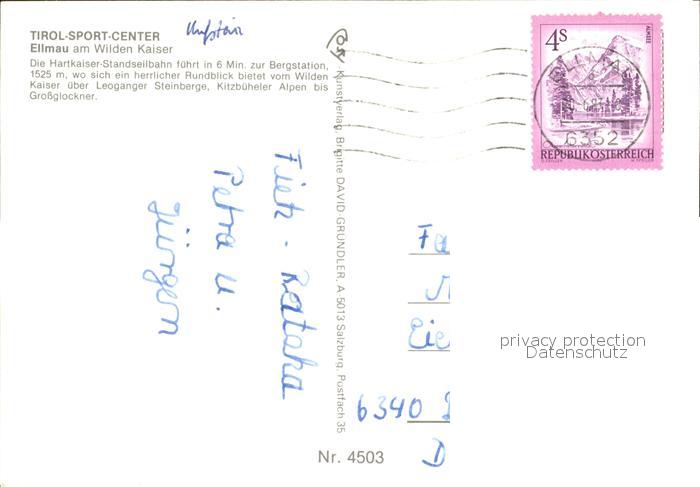 TIROL-SPORT-CENTER
Ellmau am Wilden Kaiser
Die Hartkaiser-Standseilbahn führt in 6 Min. zur Bergstation,
1525 m, wo sich ein herrlicher Rundblick bietet vom Wilden
Kaiser über Leoganger Steinberge, Kitzbüheler Alpen bis
Großglockner.
Kufstein
4s
ALMSEE
6352
REPUBLIK ÖSTERREICH
Kunstverlag, Brigitte DAVID-GRÜNDLER, A-5013 Salzburg, Postfach 35
Petra u.
Jürgen
Fa
Eie
6340
D
privacy protection
Datenschutz
Nr. 4503